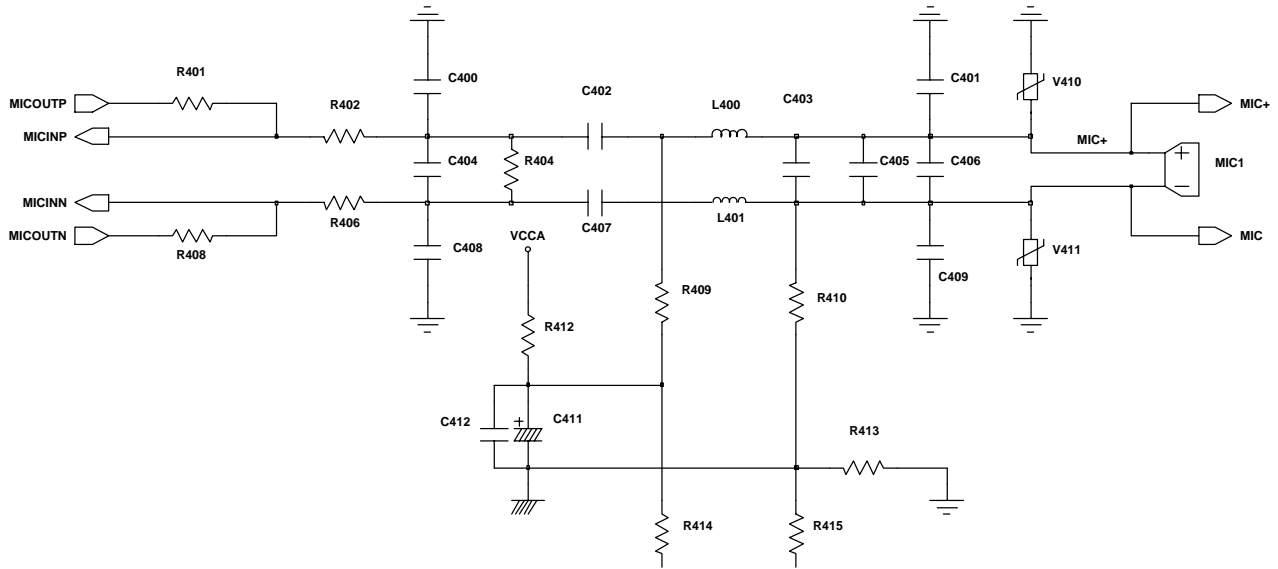 R401
C400
C401
V410
MICOUTP
R402
C402
L400
C403
MIC+
MICINP
MIC+
C404
R404
C405
C406
MIC1
+
−
MICINN
R406
C407
L401
MICOUTN
R408
C408
VCCA
C409
V411
MIC
R409
R410
R412
C412
+
C411
R413
R414
R415